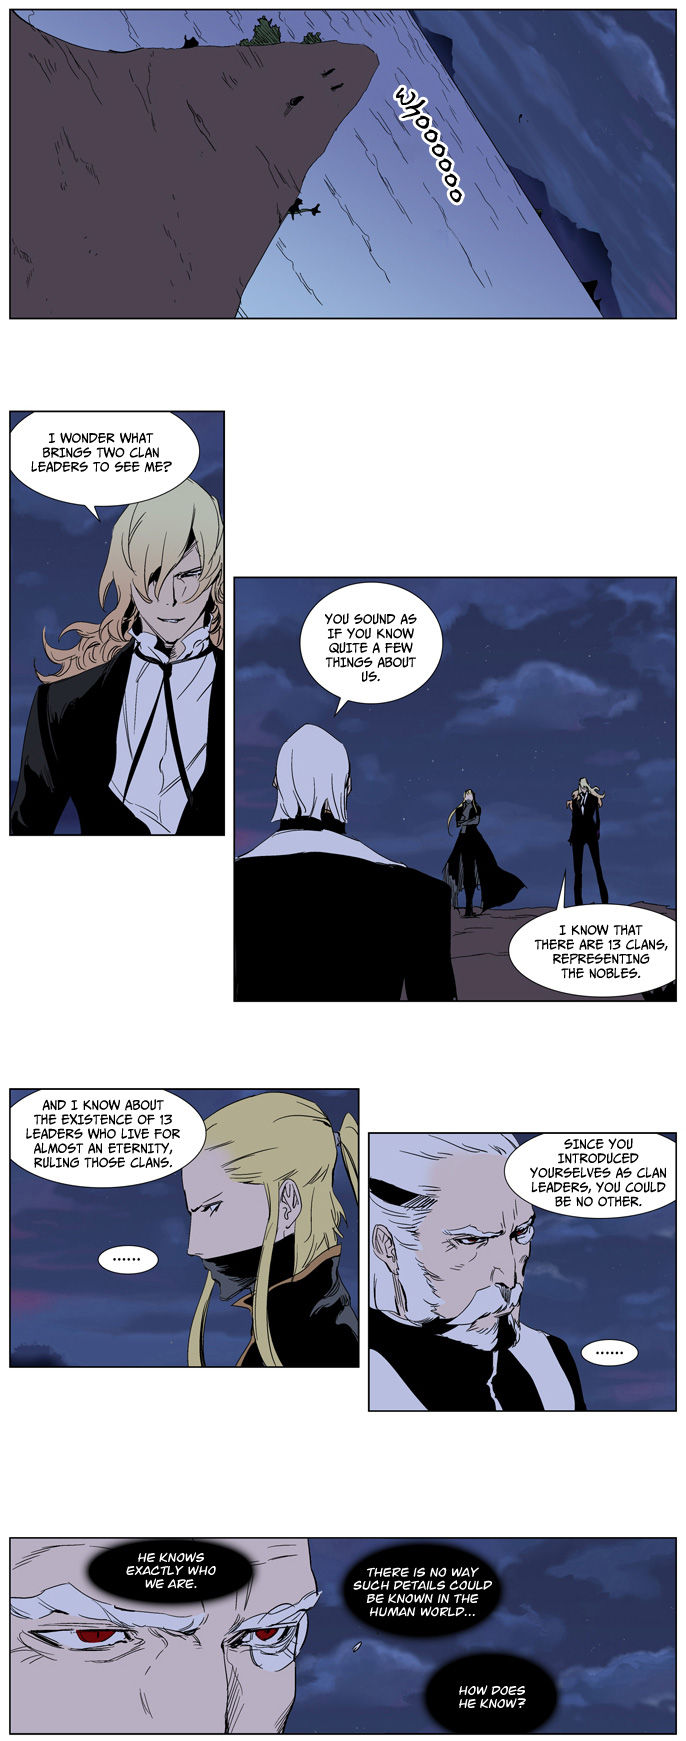 whoooooo
I WONDER WHAT
BRINGS TWO CLAN
LEADERS TO SEE ME?
YOU SOUND AS
IF YOU KNOW
QUITE A FEW
THINGS ABOUT
US.
I KNOW THAT
THERE ARE 13 CLANS,
REPRESENTING
THE NOBLES.
AND I KNOW ABOUT
THE EXISTENCE OF 13
LEADERS WHO LIVE FOR
ALMOST AN ETERNITY,
RULING THOSE CLANS.
......
SINCE YOU
INTRODUCED
YOURSELVES AS CLAN
LEADERS, YOU COULD
BE NO OTHER.
......
HE KNOWS
EXACTLY WHO
WE ARE.
THERE IS NO WAY
SUCH DETAILS COULD
BE KNOWN IN THE
HUMAN WORLD...
HOW DOES
HE KNOW?